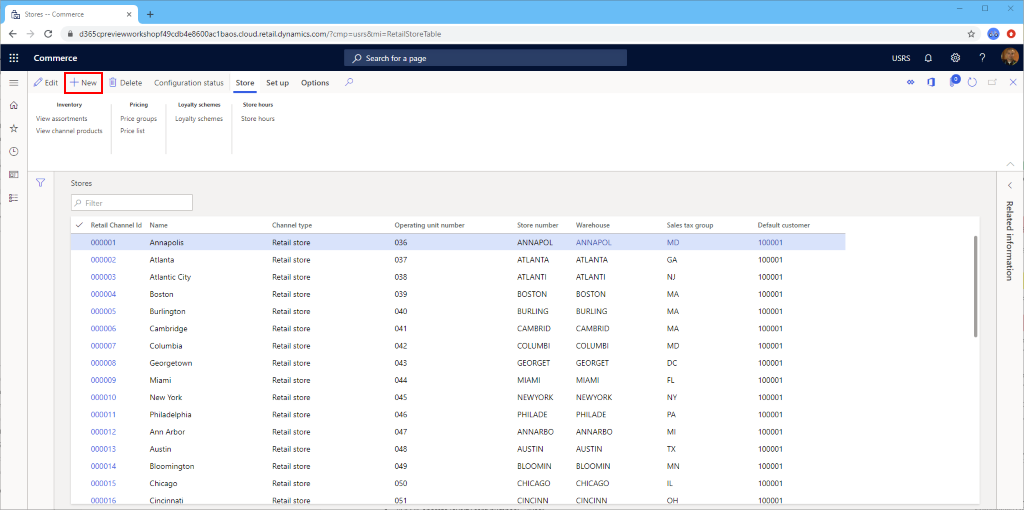 Stores -- Commerce
d365cpreviewworkshopf49cdb4e8600ac1baos.cloud.retail.dynamics.com/?cmp=usrs&mi=RetailStoreTable
Commerce Search for a page USRS ?
Edit New Delete Configuration status Store Set up Options 0
Inventory Pricing Loyalty schemes Store hours
View assortments Price groups Loyalty schemes Store hours
View channel products Price list
Stores
Filter
Related information
Retail Channel Id Name Channel type Operating unit number Store number Warehouse Sales tax group Default customer
000001 Annapolis Retail store 036 ANNAPOL ANNAPOL MD 100001
000002 Atlanta Retail store 037 ATLANTA ATLANTA GA 100001
000003 Atlantic City Retail store 038 ATLANTI ATLANTI NJ 100001
000004 Boston Retail store 039 BOSTON BOSTON MA 100001
000005 Burlington Retail store 040 BURLING BURLING MA 100001
000006 Cambridge Retail store 041 CAMBRID CAMBRID MA 100001
000007 Columbia Retail store 042 COLUMBI COLUMBI MD 100001
000008 Georgetown Retail store 043 GEORGET GEORGET DC 100001
000009 Miami Retail store 044 MIAMI MIAMI FL 100001
000010 New York Retail store 045 NEWYORK NEWYORK NY 100001
000011 Philadelphia Retail store 046 PHILADE PHILADE PA 100001
000012 Ann Arbor Retail store 047 ANNARBO ANNARBO MI 100001
000013 Austin Retail store 048 AUSTIN AUSTIN TX 100001
000014 Bloomington Retail store 049 BLOOMIN BLOOMIN MN 100001
000015 Chicago Retail store 050 CHICAGO CHICAGO IL 100001
000016 Cincinnati Retail store 051 CINCINN CINCINN OH 100001